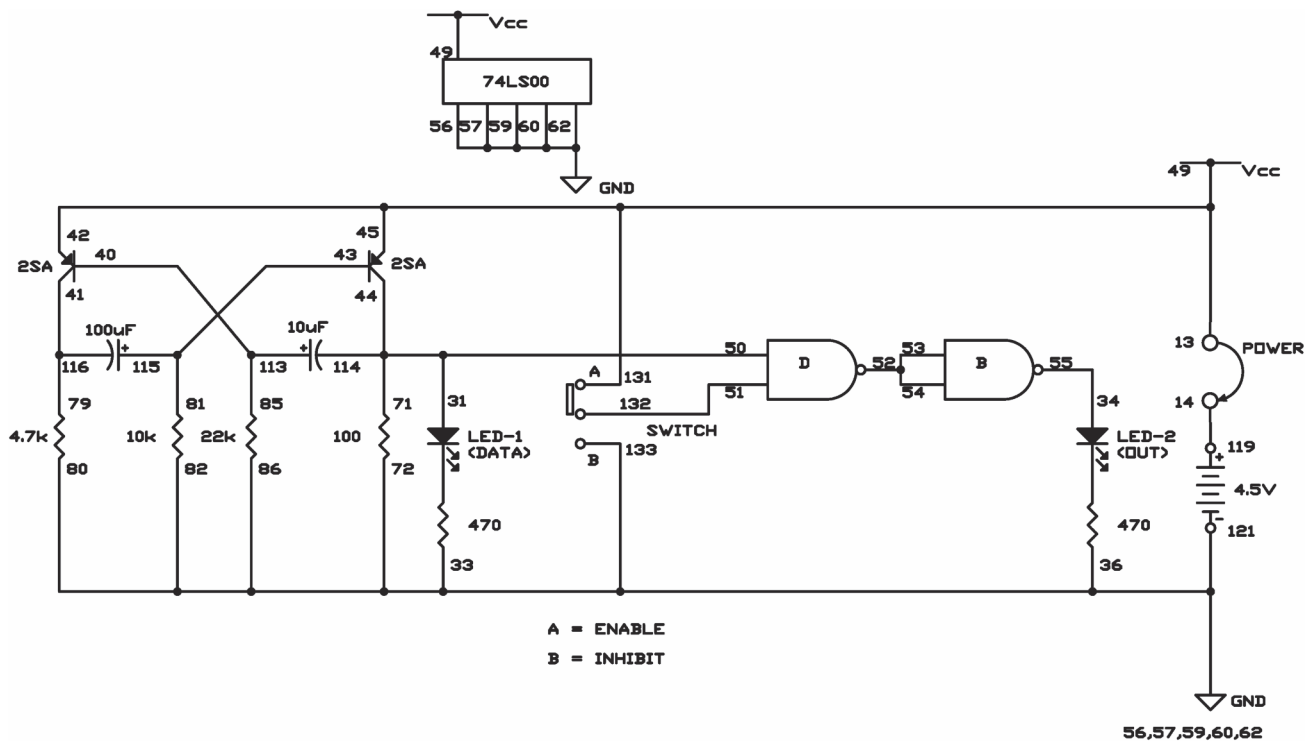 Vcc
49
74LS00
56 57 59 60 62
GND
49 Vcc
42 40 43 45
2SA 2SA
41 44
100uF + 10uF +
116 115 113 114
79 81 85 71
4.7k 10k 22k 100
80 82 86 72
31
LED-1
(DATA)
470
33
A 131
132
SWITCH
B 133
50 D 52
51
53 B 55
54
34
LED-2
(OUT)
470
36
13 POWER
14
119
+
4.5V
-
121
A = ENABLE
B = INHIBIT
GND
56,57,59,60,62